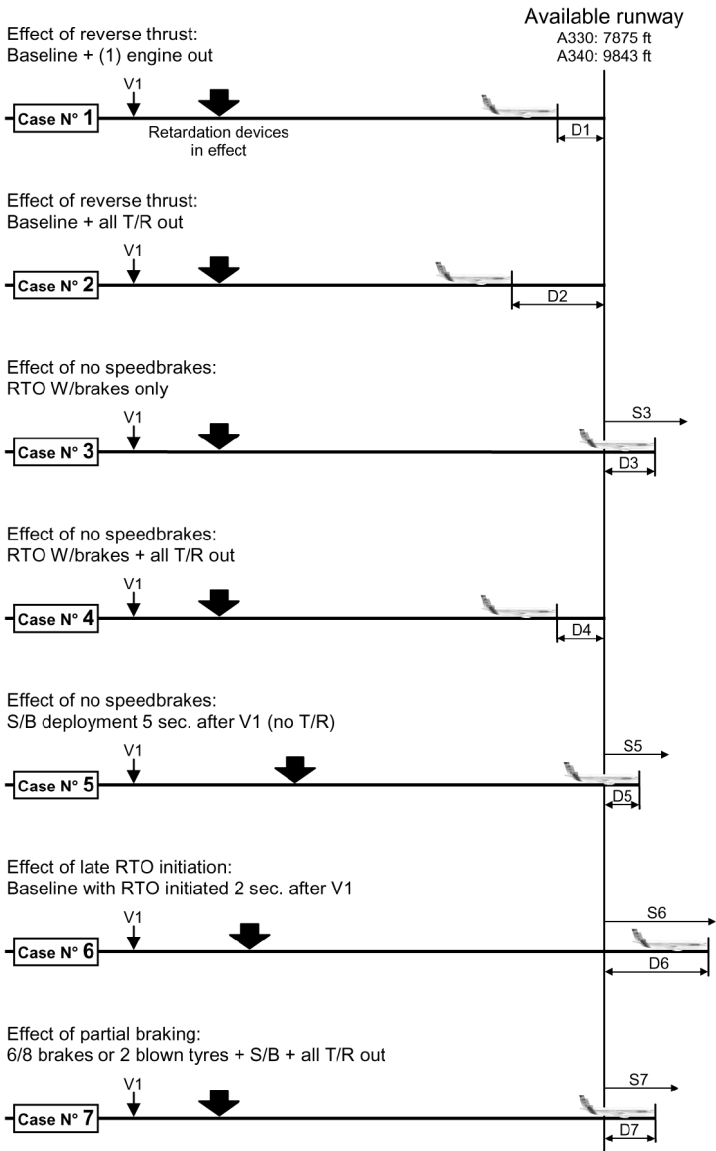 Available runway
A330: 7875 ft
A340: 9843 ft
Effect of reverse thrust:
Baseline + (1) engine out
V1
Case N° 1
Retardation devices
in effect
D1
Effect of reverse thrust:
Baseline + all T/R out
V1
Case N° 2
D2
Effect of no speedbrakes:
RTO W/brakes only
V1
S3
Case N° 3
D3
Effect of no speedbrakes:
RTO W/brakes + all T/R out
V1
Case N° 4
D4
Effect of no speedbrakes:
S/B deployment 5 sec. after V1 (no T/R)
V1
S5
Case N° 5
D5
Effect of late RTO initiation:
Baseline with RTO initiated 2 sec. after V1
V1
S6
Case N° 6
D6
Effect of partial braking:
6/8 brakes or 2 blown tyres + S/B + all T/R out
V1
S7
Case N° 7
D7